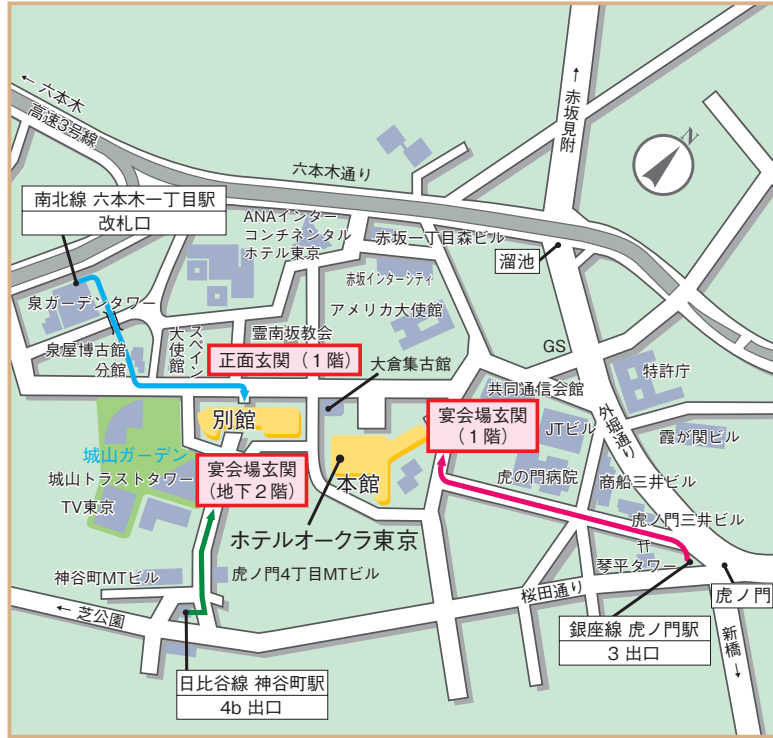 ← 六本木
高速3号線
六本木通り
→ 赤坂見附
N
南北線 六本木一丁目駅
改札口
ANAインター
コンチネンタル
ホテル東京
赤坂一丁目森ビル
溜池
赤坂インターシティ
アメリカ大使館
泉ガーデンタワー
泉屋博古館
分館
スペイン
大使館
霊南坂教会
正面玄関(1階)
大倉集古館
GS
特許庁
共同通信会館
外堀通り
霞が関ビル
別館
宴会場玄関
(1階)
JTビル
城山ガーデン
城山トラストタワー
TV東京
宴会場玄関
(地下2階)
本館
虎の門病院
商船三井ビル
虎ノ門三井ビル
ホテルオークラ東京
琴平タワー
神谷町MTビル
虎ノ門4丁目MTビル
桜田通り
虎ノ門
← 芝公園
銀座線 虎ノ門駅
3 出口
新橋 →
日比谷線 神谷町駅
4b 出口